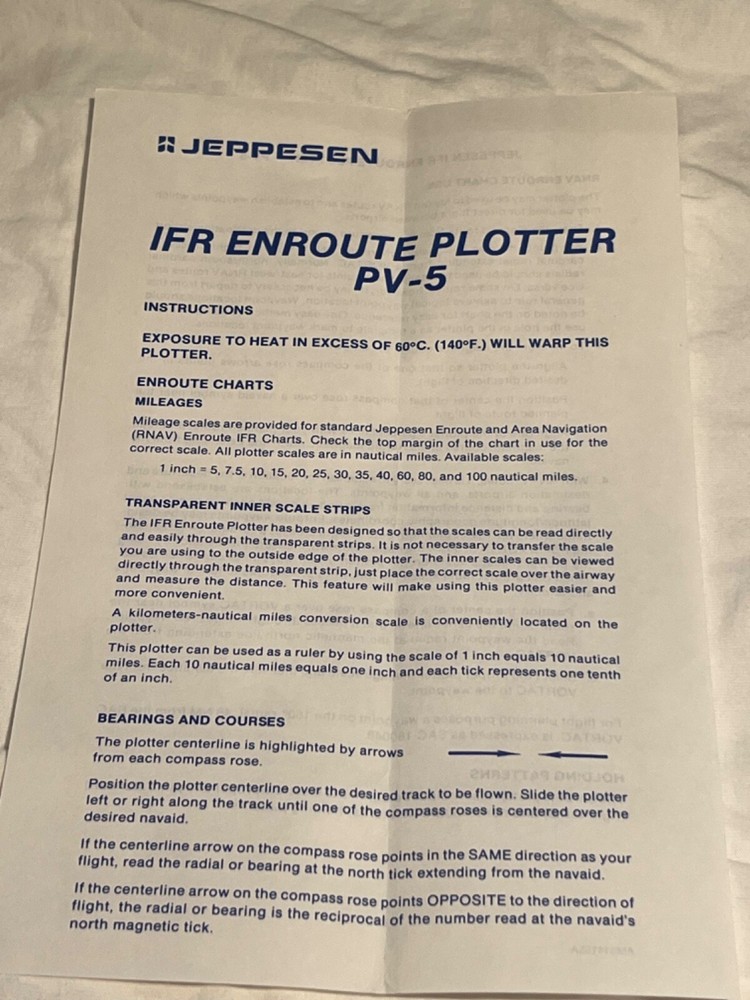 JEPPESEN
IFR ENROUTE PLOTTER
PV-5
INSTRUCTIONS
EXPOSURE TO HEAT IN EXCESS OF 60°C. (140°F.) WILL WARP THIS
PLOTTER.
ENROUTE CHARTS
MILEAGES
Mileage scales are provided for standard Jeppesen Enroute and Area Navigation
(RNAV) Enroute IFR Charts. Check the top margin of the chart in use for the
correct scale. All plotter scales are in nautical miles. Available scales:
1 inch = 5, 7.5, 10, 15, 20, 25, 30, 35, 40, 60, 80, and 100 nautical miles.
TRANSPARENT INNER SCALE STRIPS
The IFR Enroute Plotter has been designed so that the scales can be read directly
and easily through the transparent strips. It is not necessary to transfer the scale
you are using to the outside edge of the plotter. The inner scales can be viewed
directly through the transparent strip, just place the correct scale over the airway
and measure the distance. This feature will make using this plotter easier and
more convenient.
A kilometers-nautical miles conversion scale is conveniently located on the
plotter.
This plotter can be used as a ruler by using the scale of 1 inch equals 10 nautical
miles. Each 10 nautical miles equals one inch and each tick represents one tenth
of an inch.
BEARINGS AND COURSES
The plotter centerline is highlighted by arrows
from each compass rose.
Position the plotter centerline over the desired track to be flown. Slide the plotter
left or right along the track until one of the compass roses is centered over the
desired navaid.
If the centerline arrow on the compass rose points in the SAME direction as your
flight, read the radial or bearing at the north tick extending from the navaid.
If the centerline arrow on the compass rose points OPPOSITE to the direction of
flight, the radial or bearing is the reciprocal of the number read at the navaid's
north magnetic tick.